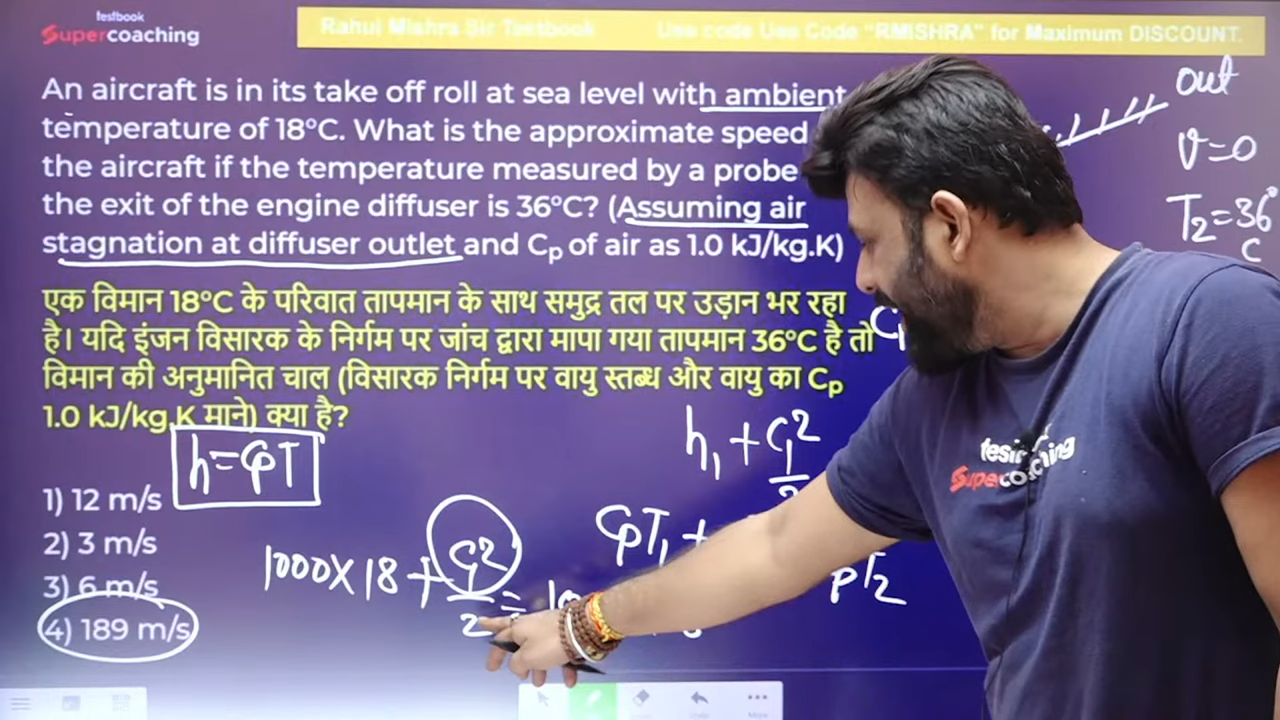 testbook
Supercoaching
Rahul Mishra Sir Testbook Use code Use Code "RMISHRA" for Maximum DISCOUNT.
An aircraft is in its take off roll at sea level with ambient
temperature of 18°C. What is the approximate speed
the aircraft if the temperature measured by a probe
the exit of the engine diffuser is 36°C? (Assuming air
stagnation at diffuser outlet and Cp of air as 1.0 kJ/kg.K)
एक विमान 18°C के परिवात तापमान के साथ समुद्र तल पर उड़ान भर रहा
है। यदि इंजन विसारक के निर्गम पर जांच द्वारा मापा गया तापमान 36°C है तो
विमान की अनुमानित चाल (विसारक निर्गम पर वायु स्तब्ध और वायु का Cp
1.0 kJ/kg.K माने) क्या है?
out
V=0
T₂=36°
C
h=CpT
h₁+C₁²
1) 12 m/s
2) 3 m/s
3) 6 m/s
4) 189 m/s
CpT₁+
pT₂
1000×18+C₁²/2=10
More